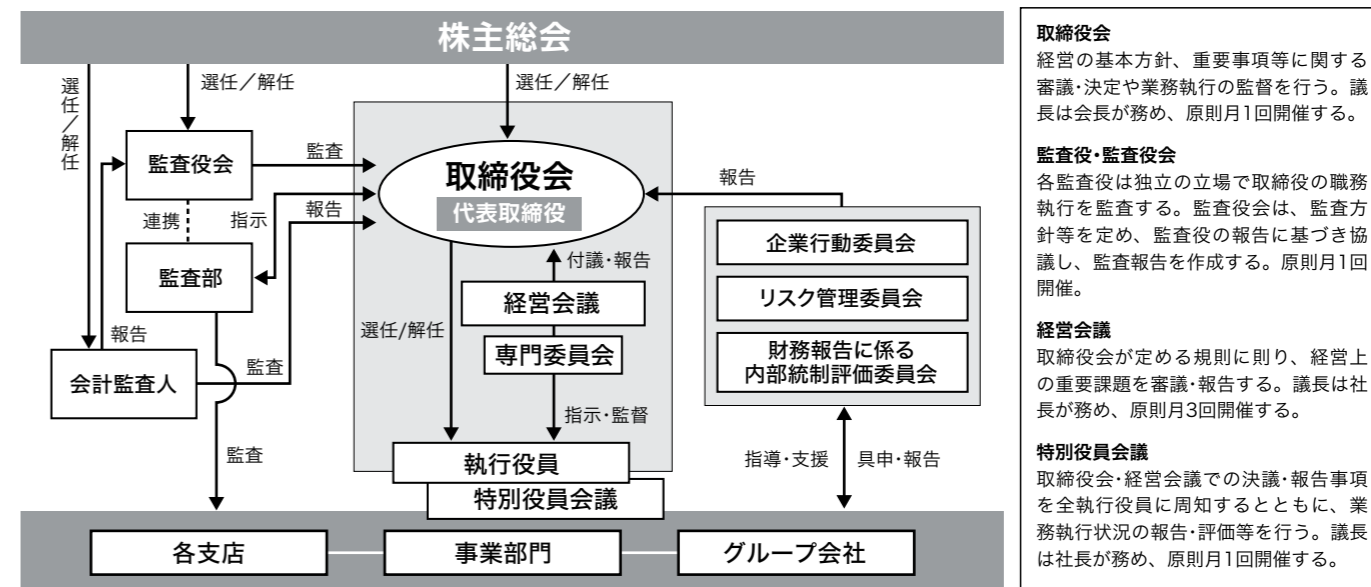 株主総会
選任／解任
選任／解任
選任／解任
監査役会
監査
連携
指示
報告
監査部
報告
会計監査人
監査
監査
取締役会
代表取締役
付議・報告
経営会議
専門委員会
選任/解任
指示・監督
執行役員
特別役員会議
報告
企業行動委員会
リスク管理委員会
財務報告に係る
内部統制評価委員会
指導・支援
具申・報告
各支店
事業部門
グループ会社
取締役会
経営の基本方針、重要事項等に関する
審議・決定や業務執行の監督を行う。議
長は会長が務め、原則月1回開催する。
監査役・監査役会
各監査役は独立の立場で取締役の職務
執行を監査する。監査役会は、監査方
針等を定め、監査役の報告に基づき協
議し、監査報告を作成する。原則月1回
開催。
経営会議
取締役会が定める規則に則り、経営上
の重要課題を審議・報告する。議長は社
長が務め、原則月3回開催する。
特別役員会議
取締役会・経営会議での決議・報告事項
を全執行役員に周知するとともに、業
務執行状況の報告・評価等を行う。議長
は社長が務め、原則月1回開催する。